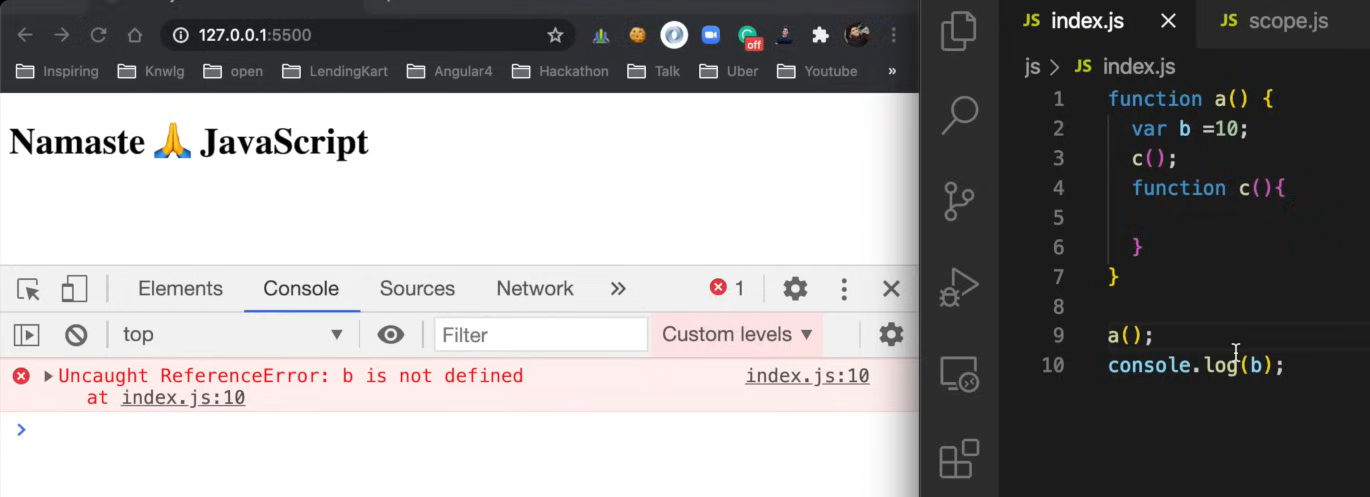 127.0.0.1:5500
off
Inspiring Knwlg open LendingKart Angular4 Hackathon Talk Uber Youtube »
Namaste 🙏 JavaScript
Elements Console Sources Network » 1
top Filter Custom levels ▼
Uncaught ReferenceError: b is not defined index.js:10
at index.js:10
JS index.js JS scope.js
js > JS index.js
1 function a() {
2 var b =10;
3 c();
4 function c(){
5
6 }
7 }
8
9 a();
10 console.log(b);